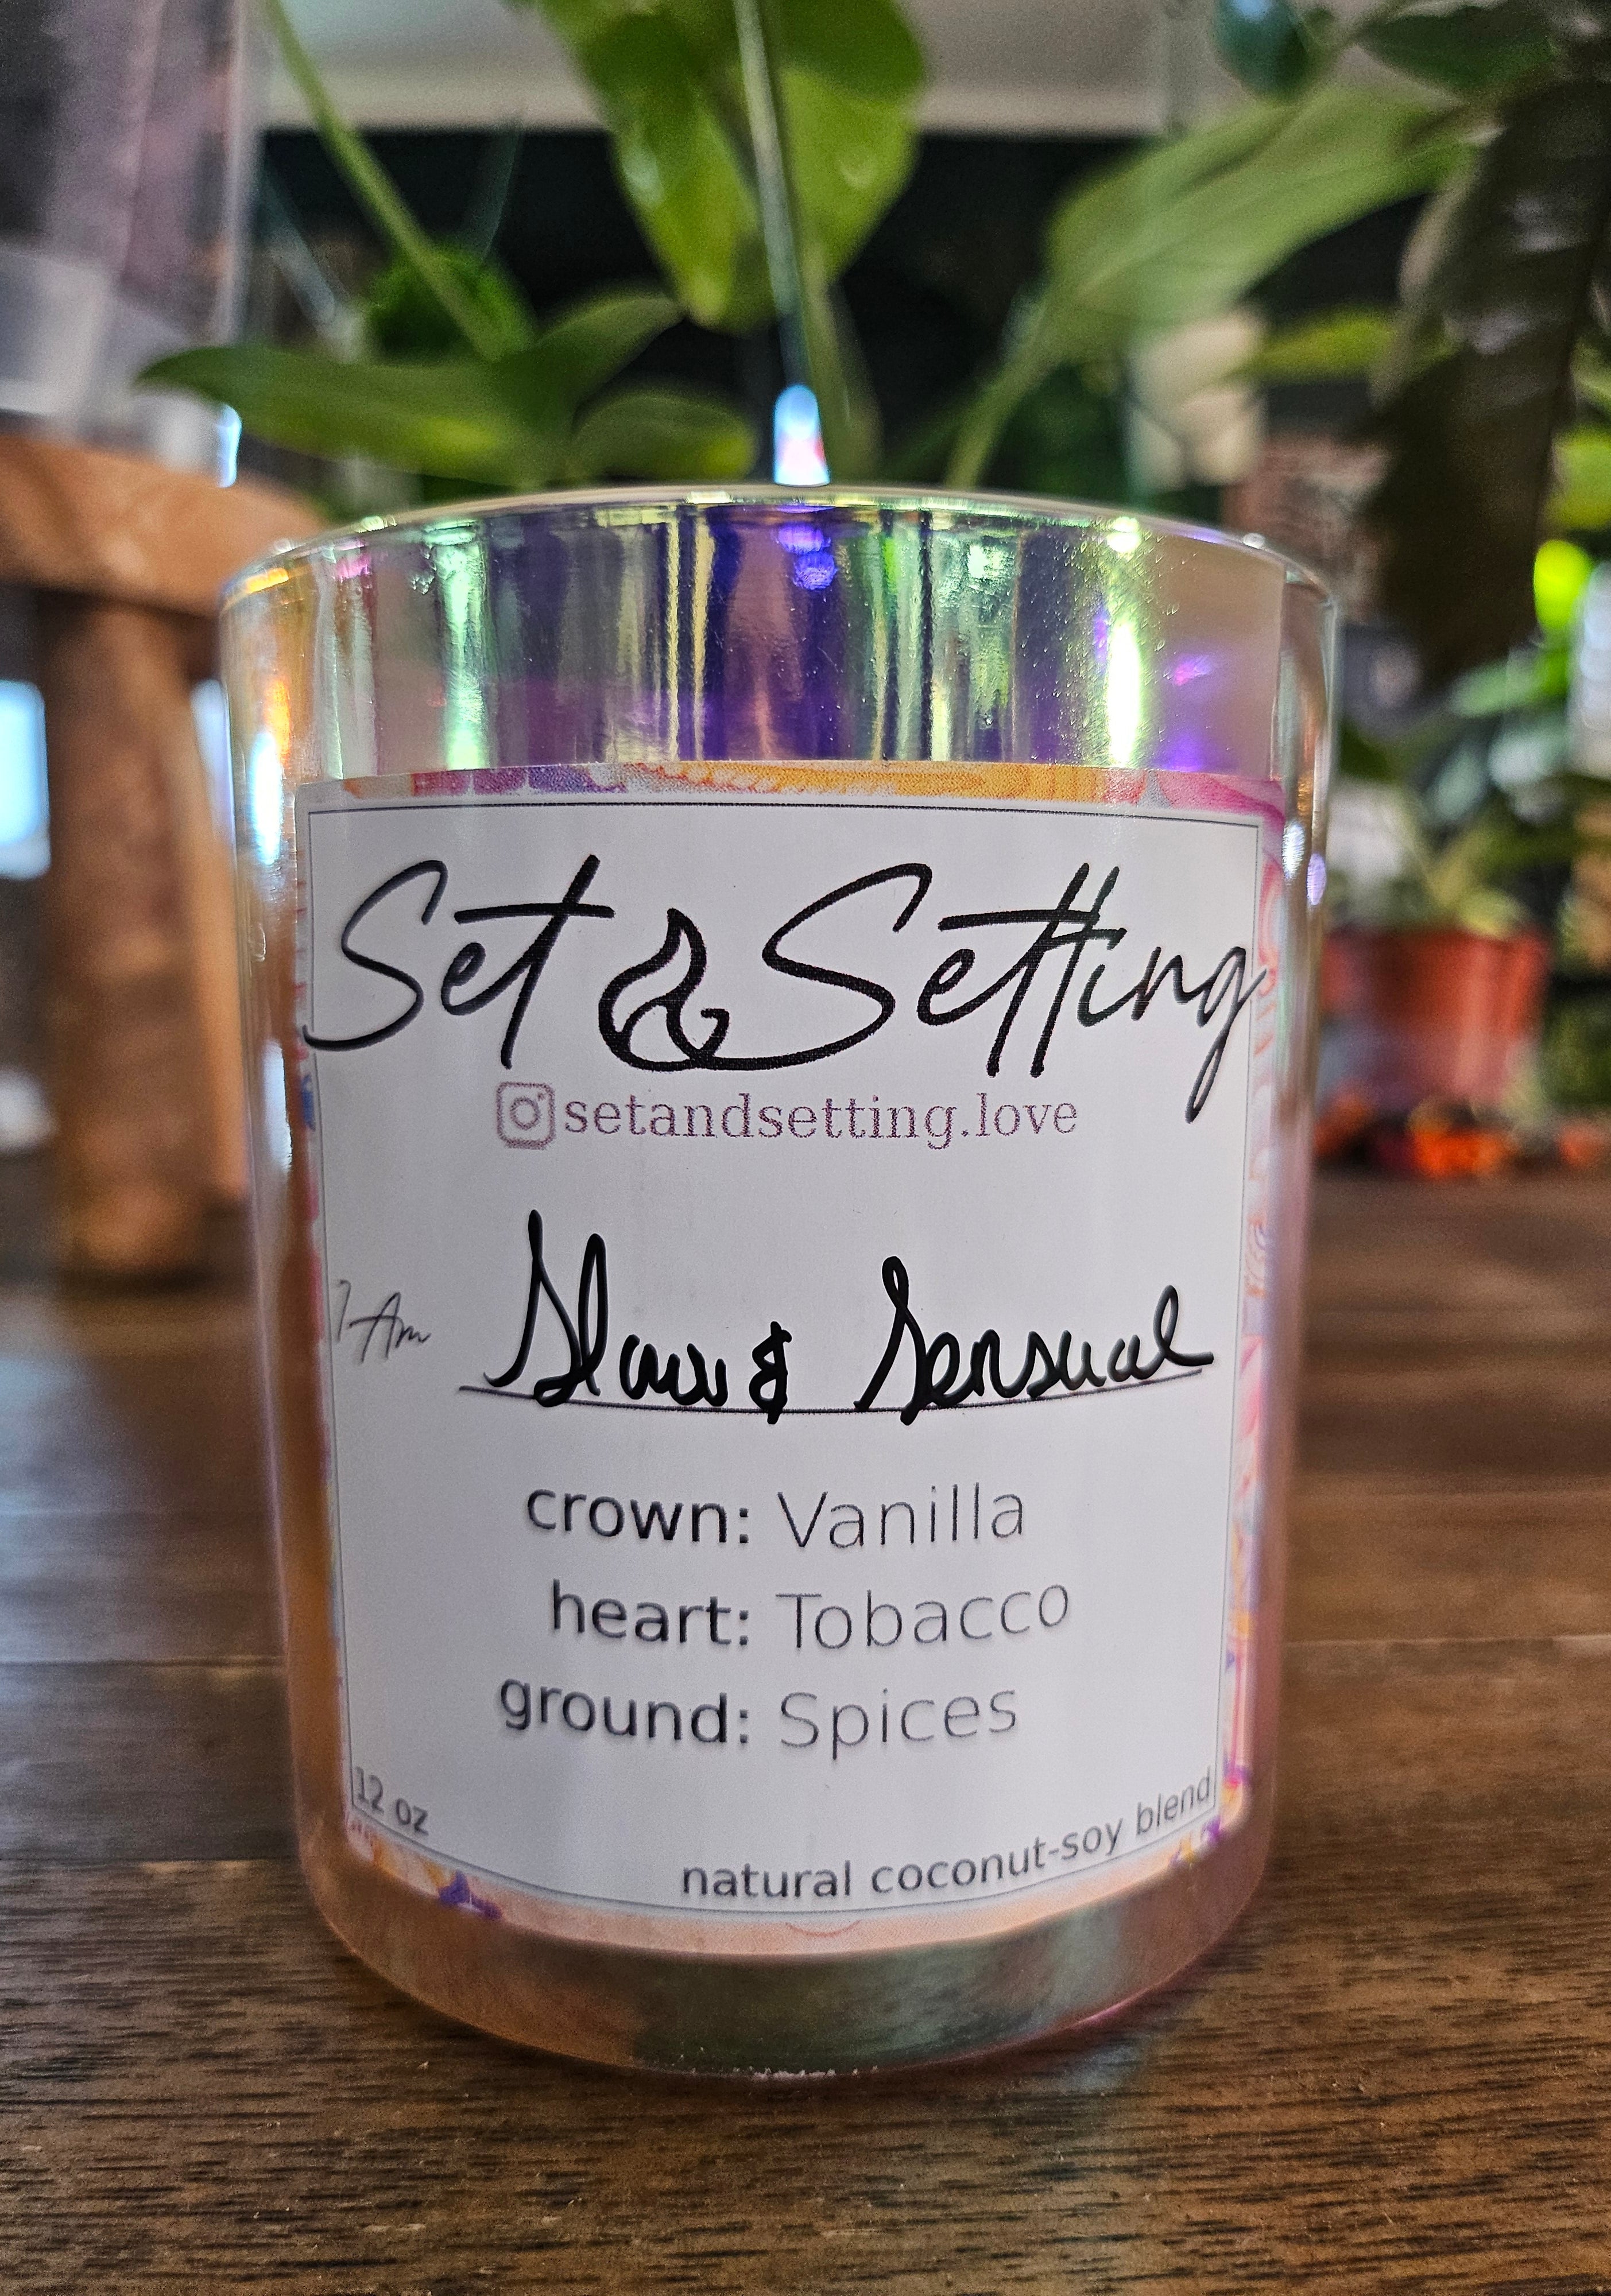 Set & Setting
setandsetting.love
I Am Slow & Sensual
crown: Vanilla
heart: Tobacco
ground: Spices
12 oz
natural coconut-soy blend